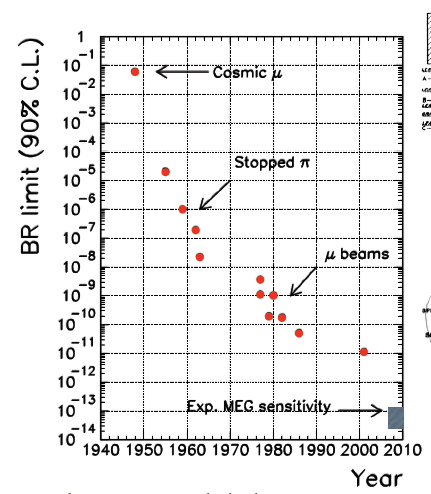 1
10⁻¹
10⁻²
10⁻³
10⁻⁴
10⁻⁵
10⁻⁶
10⁻⁷
10⁻⁸
10⁻⁹
10⁻¹⁰
10⁻¹¹
10⁻¹²
10⁻¹³
10⁻¹⁴
BR limit (90% C.L.)
Cosmic μ
Stopped π
μ beams
Exp. MEG sensitivity
1940 1950 1960 1970 1980 1990 2000 2010
Year